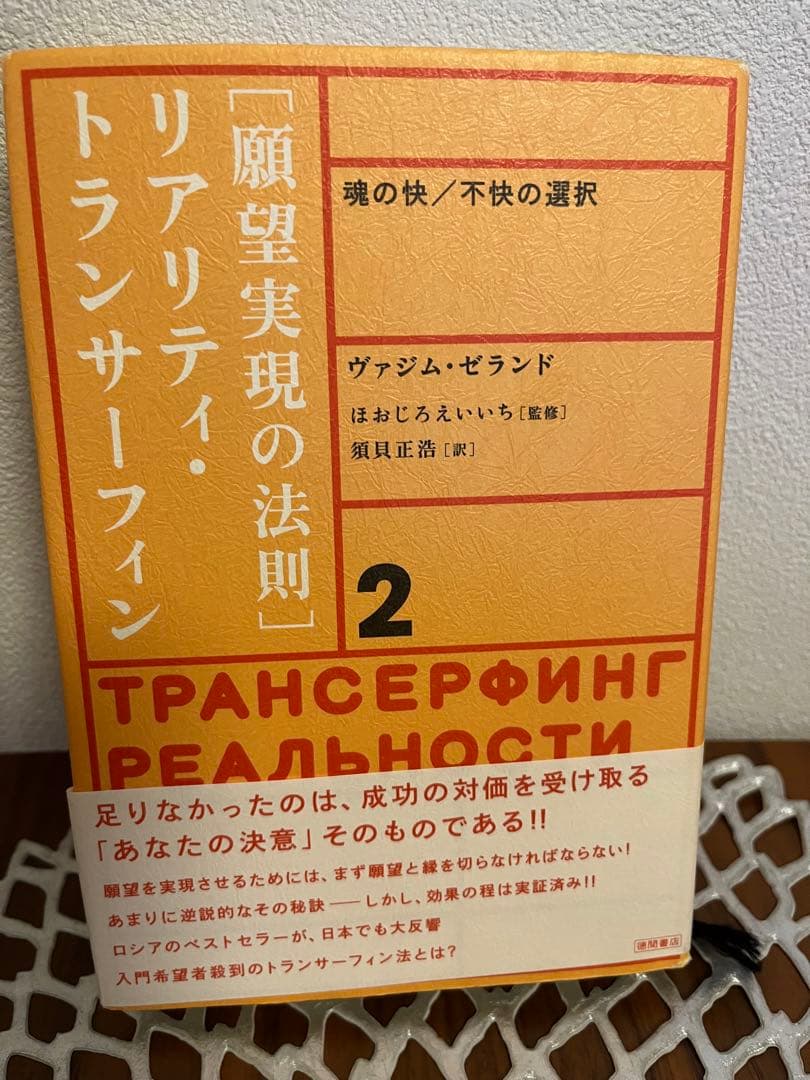 [願望実現の法則]
リアリティ・
トランサーフィン
魂の快／不快の選択
ヴァジム・ゼランド
ほおじろえいいち[監修]
須貝正浩[訳]
2
ТРАНСЕРФИНГ
РЕАЛЬНОСТИ
足りなかったのは、成功の対価を受け取る
「あなたの決意」そのものである!!
願望を実現させるためには、まず願望と縁を切らなければならない!
あまりに逆説的なその秘訣——しかし、効果の程は実証済み!!
ロシアのベストセラーが、日本でも大反響
入門希望者殺到のトランサーフィン法とは?
徳間書店